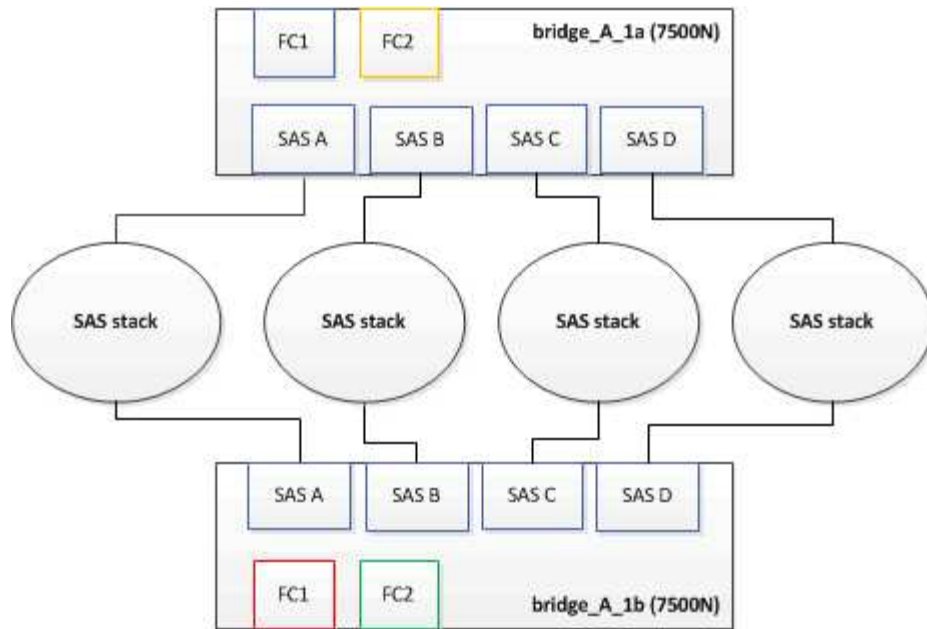 FC1 FC2 bridge_A_1a (7500N)
SAS A SAS B SAS C SAS D
SAS stack SAS stack SAS stack SAS stack
SAS A SAS B SAS C SAS D
FC1 FC2 bridge_A_1b (7500N)